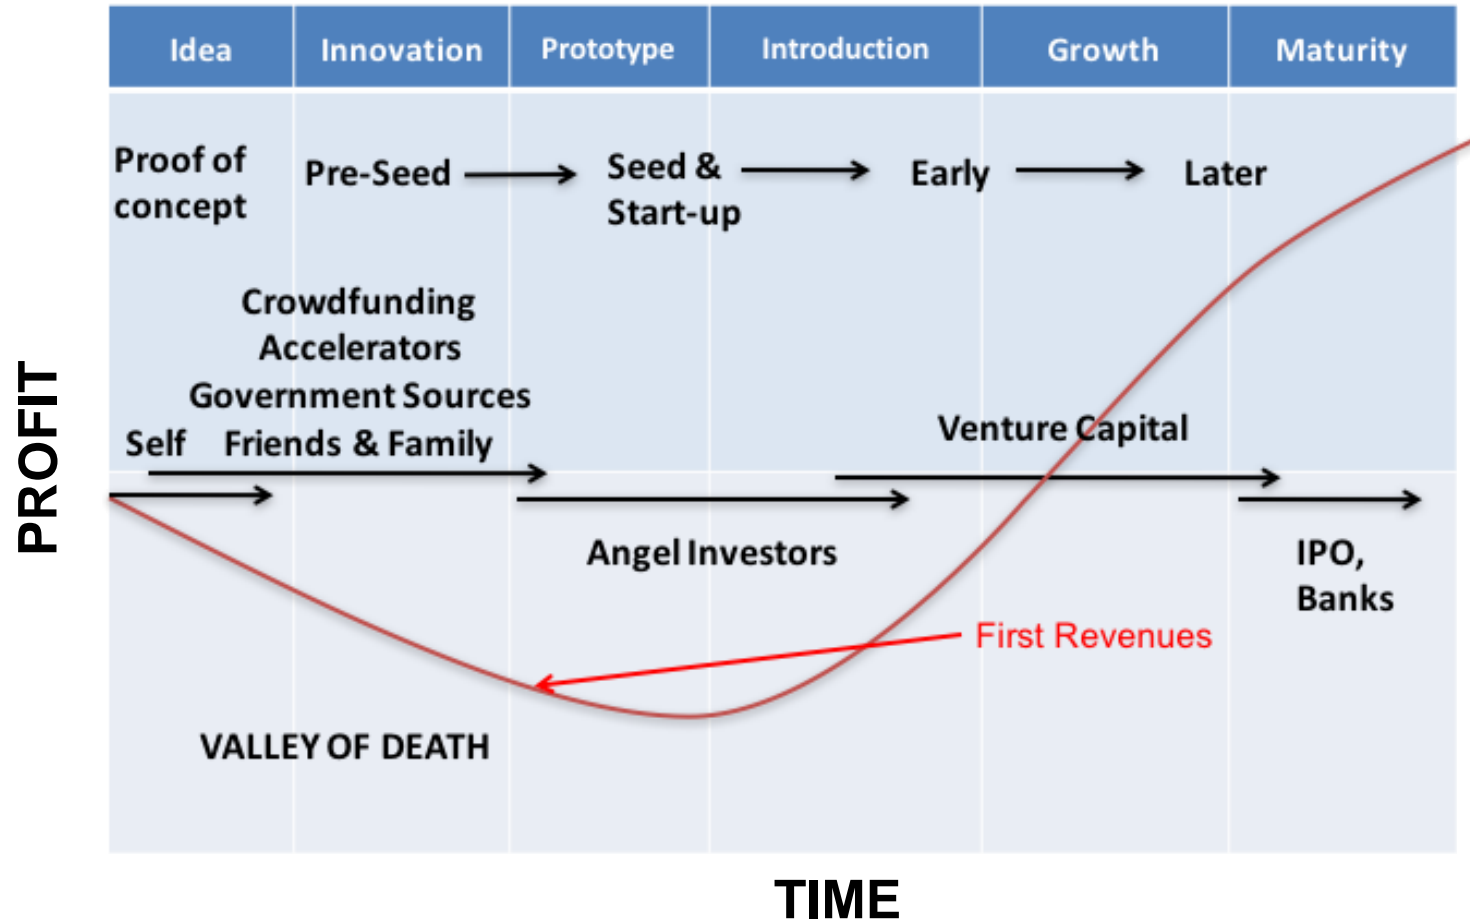 Idea
Innovation
Prototype
Introduction
Growth
Maturity
Proof of
concept
Pre-Seed
Seed &
Start-up
Early
Later
Crowdfunding
Accelerators
Government Sources
Self
Friends & Family
Venture Capital
Angel Investors
IPO,
Banks
First Revenues
VALLEY OF DEATH
PROFIT
TIME